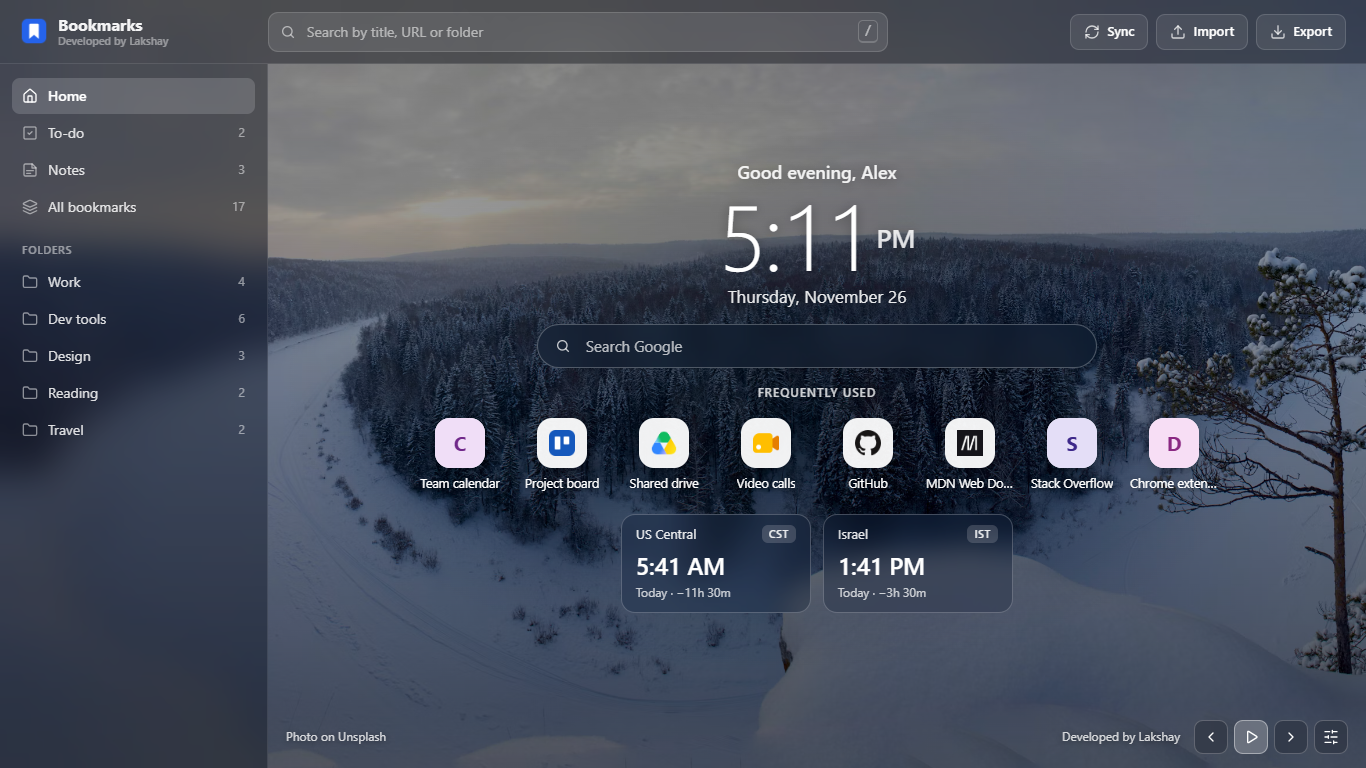 Bookmarks
Developed by Lakshay
Search by title, URL or folder
/
Sync
Import
Export
Home
To-do 2
Notes 3
All bookmarks 17
FOLDERS
Work 4
Dev tools 6
Design 3
Reading 2
Travel 2
Good evening, Alex
5:11 PM
Thursday, November 26
Search Google
FREQUENTLY USED
C
S
D
Team calendar
Project board
Shared drive
Video calls
GitHub
MDN Web Do...
Stack Overflow
Chrome exten...
US Central CST
5:41 AM
Today · −11h 30m
Israel IST
1:41 PM
Today · −3h 30m
Photo on Unsplash
Developed by Lakshay